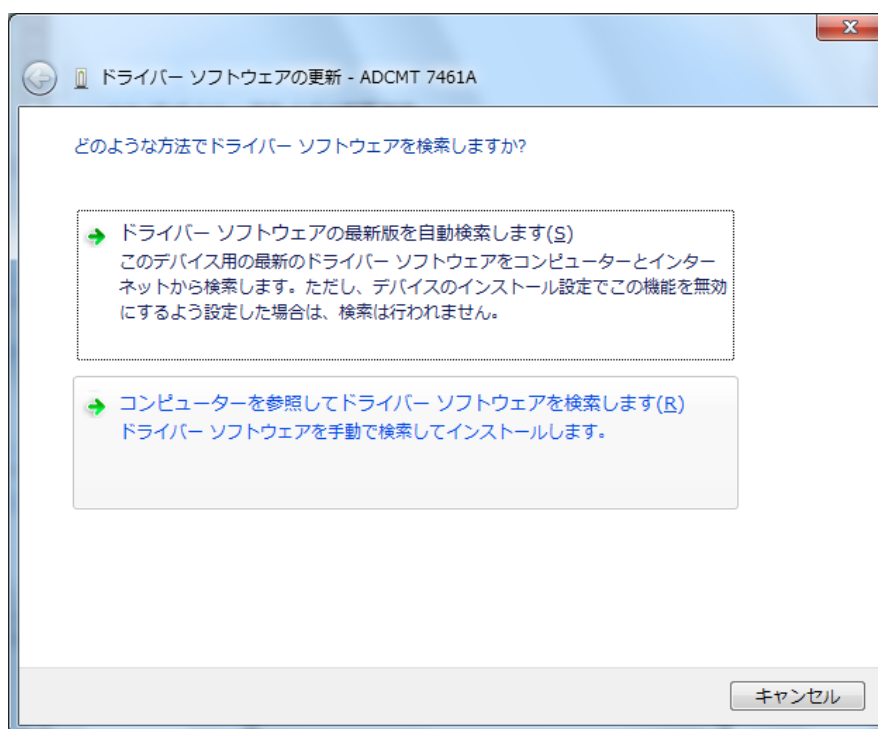 ドライバー ソフトウェアの更新 - ADCMT 7461A
どのような方法でドライバー ソフトウェアを検索しますか?
ドライバー ソフトウェアの最新版を自動検索します(S)
このデバイス用の最新のドライバー ソフトウェアをコンピューターとインター
ネットから検索します。ただし、デバイスのインストール設定でこの機能を無効
にするよう設定した場合は、検索は行われません。
コンピューターを参照してドライバー ソフトウェアを検索します(R)
ドライバー ソフトウェアを手動で検索してインストールします。
キャンセル